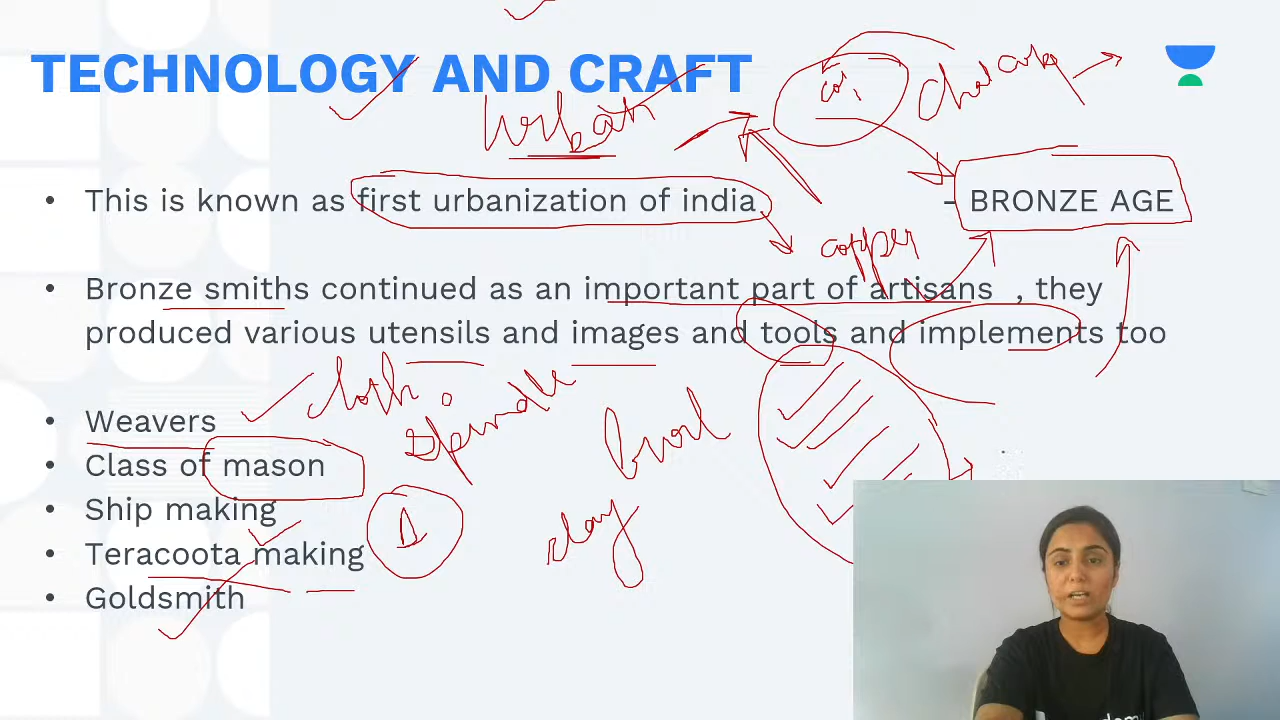 TECHNOLOGY AND CRAFT
urban
• This is known as first urbanization of india - BRONZE AGE
copper
• Bronze smiths continued as an important part of artisans , they
produced various utensils and images and tools and implements too
• Weavers cloth
spindle
• Class of mason
• Ship making
clay
• Teracoota making
• Goldsmith